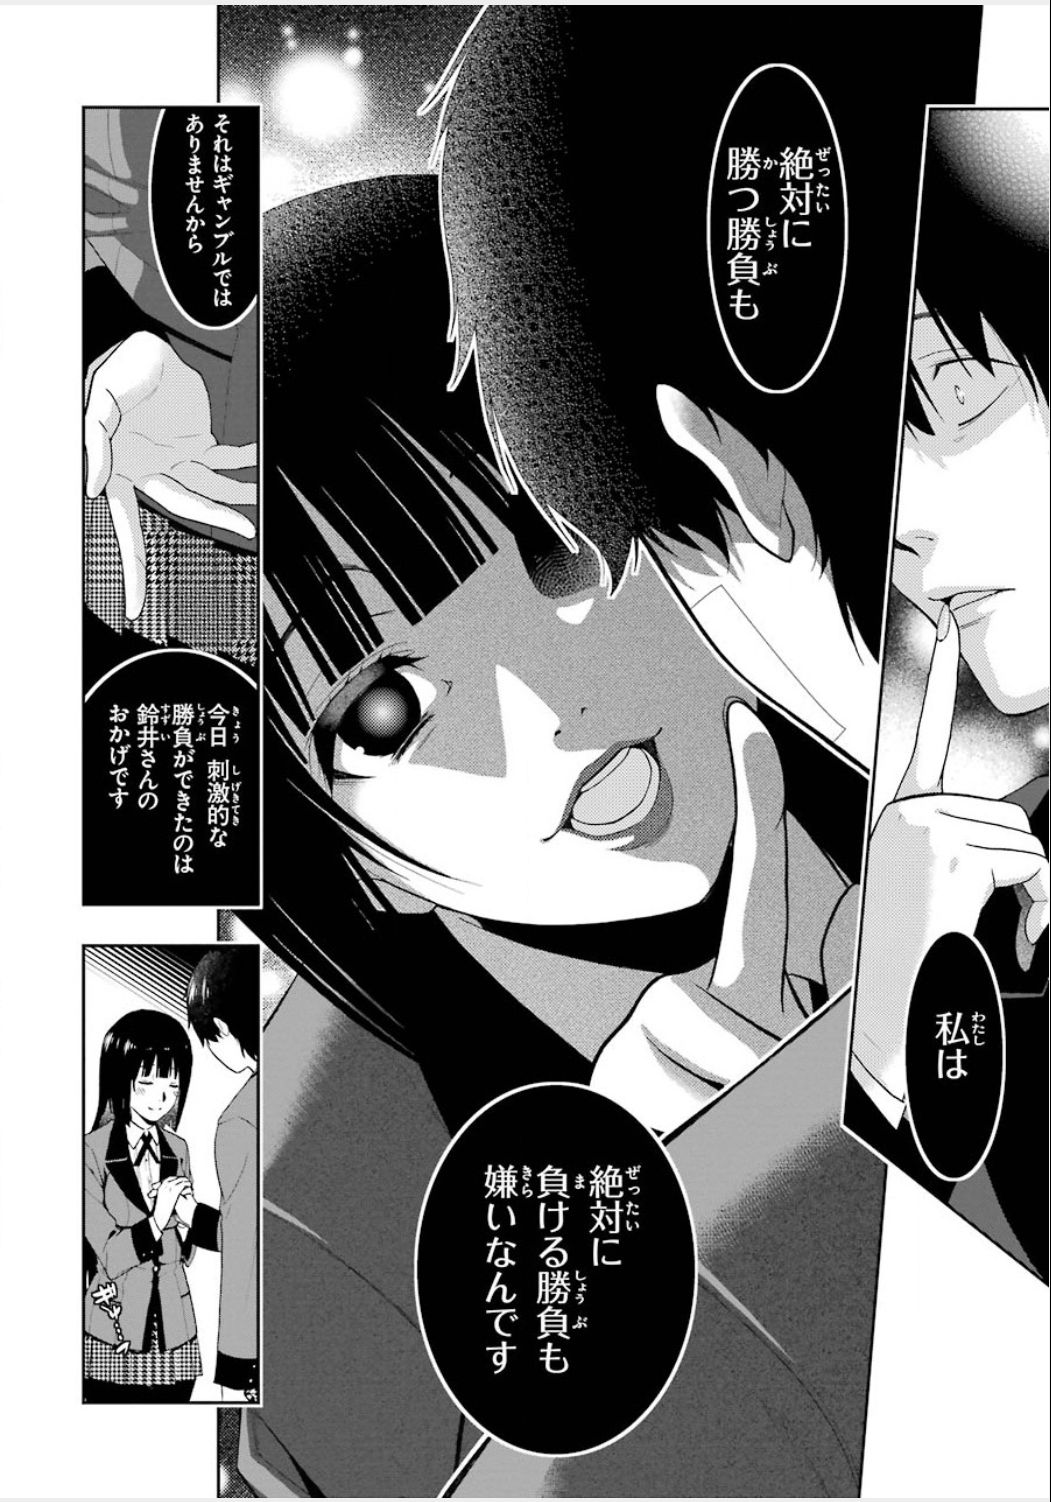 私は
絶対に
勝つ勝負も
絶対に
負ける勝負も
嫌いなんです
それはギャンブルでは
ありませんから
今日 刺激的な
勝負ができたのは
鈴井さんの
おかげです
ギュ…っ